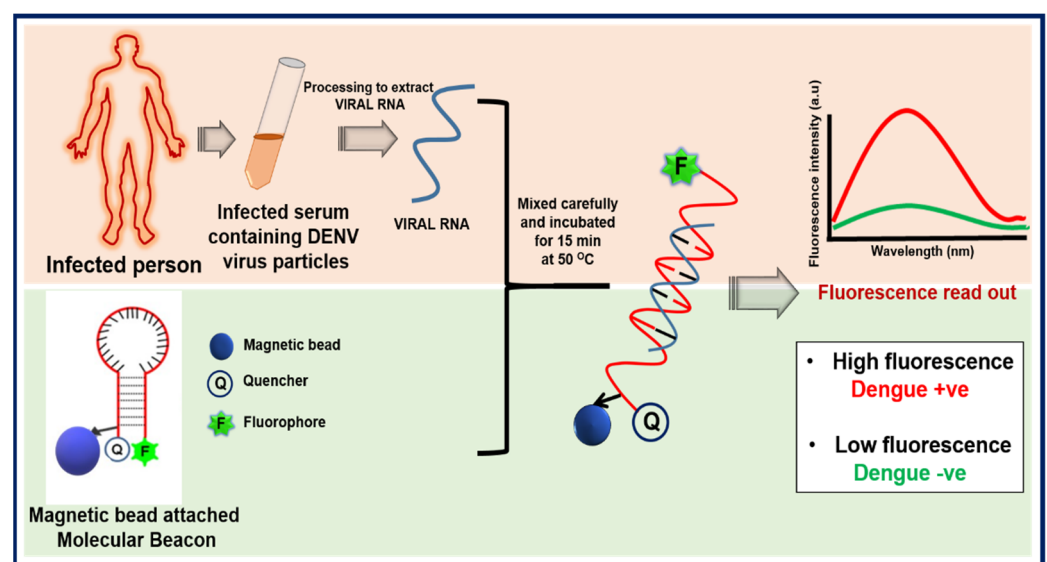 Processing to extract
VIRAL RNA
Infected person
Infected serum
containing DENV
virus particles
VIRAL RNA
Mixed carefully
and incubated
for 15 min
at 50 ᴼC
F
Q
Fluorescence intensity (a.u)
Wavelength (nm)
Fluorescence read out
Q
F
Magnetic bead
Q
Quencher
F
Fluorophore
Magnetic bead attached
Molecular Beacon
• High fluorescence
Dengue +ve
• Low fluorescence
Dengue -ve